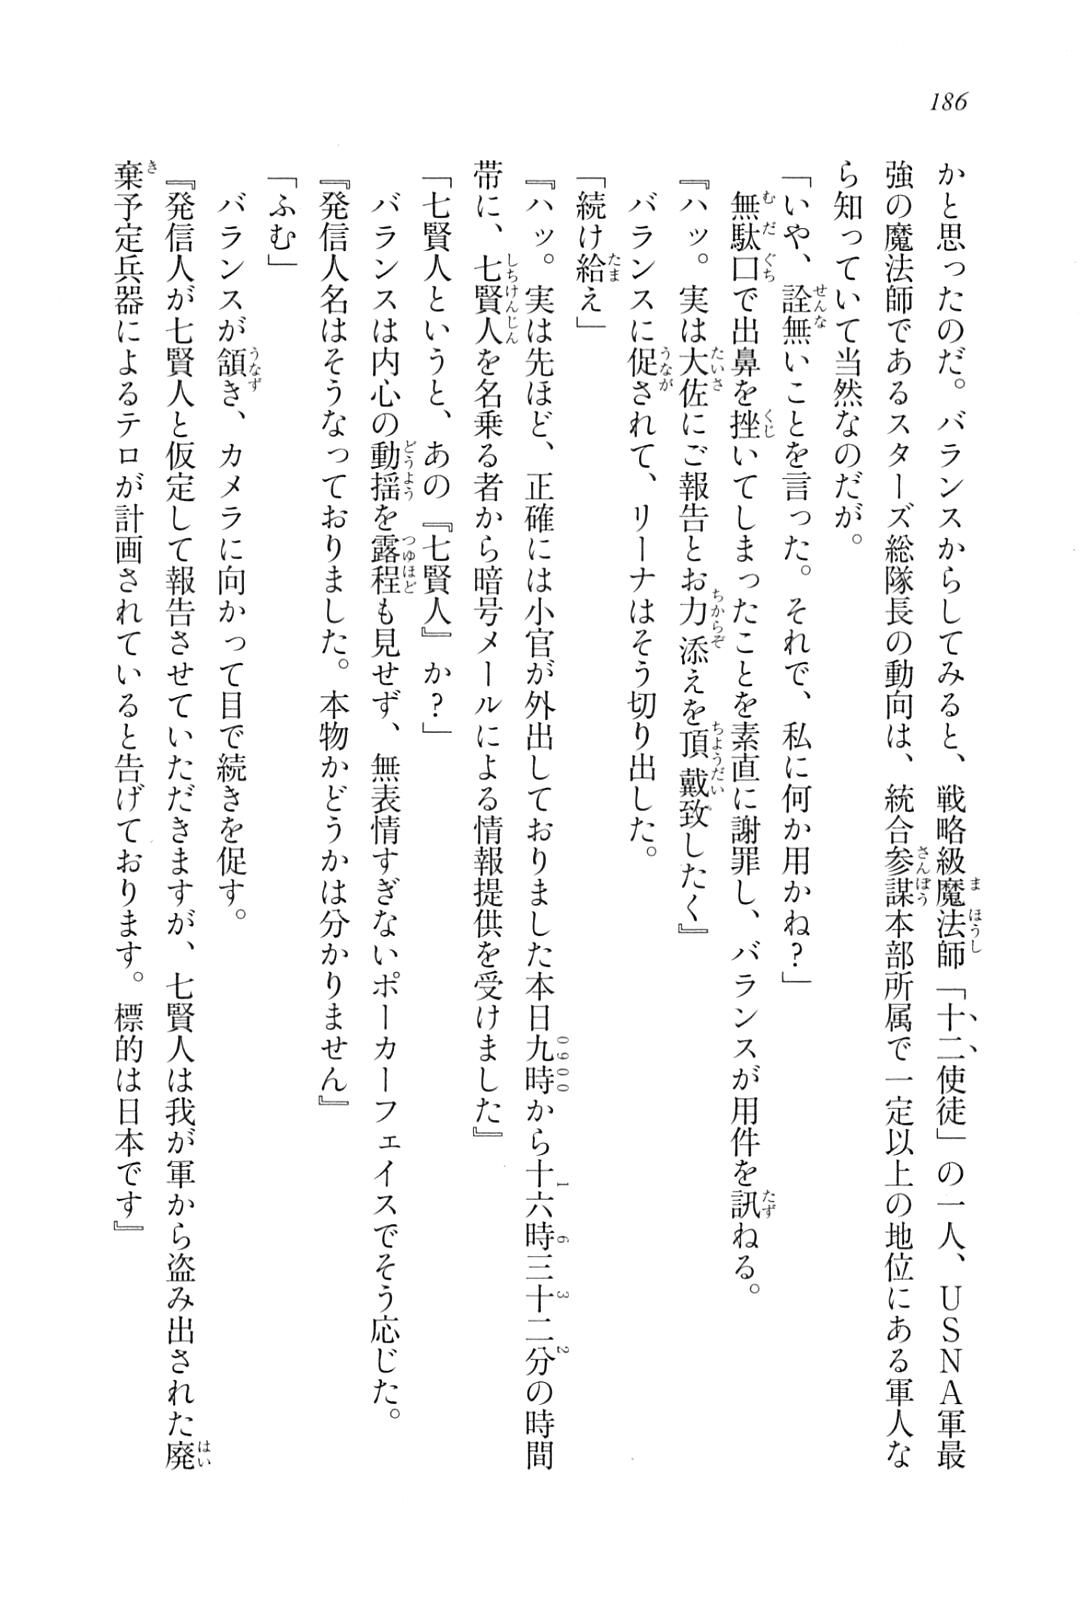 186
かと思ったのだ。バランスからしてみると、戦略級魔法師「十二使徒」の一人、ＵＳＮＡ軍最
強の魔法師であるスターズ総隊長の動向は、統合参謀本部所属で一定以上の地位にある軍人な
ら知っていて当然なのだが。
「いや、詮無いことを言った。それで、私に何か用かね？」
無駄口で出鼻を挫いてしまったことを素直に謝罪し、バランスが用件を訊ねる。
『ハッ。実は大佐にご報告とお力添えを頂戴致したく』
バランスに促されて、リーナはそう切り出した。
「続け給え」
『ハッ。実は先ほど、正確には小官が外出しておりました本日九時から十六時三十二分の時間
帯に、七賢人を名乗る者から暗号メールによる情報提供を受けました』
「七賢人というと、あの『七賢人』か？」
バランスは内心の動揺を露程も見せず、無表情すぎないポーカーフェイスでそう応じた。
『発信人名はそうなっておりました。本物かどうかは分かりません』
「ふむ」
バランスが頷き、カメラに向かって目で続きを促す。
『発信人が七賢人と仮定して報告させていただきますが、七賢人は我が軍から盗み出された廃
棄予定兵器によるテロが計画されていると告げております。標的は日本です』